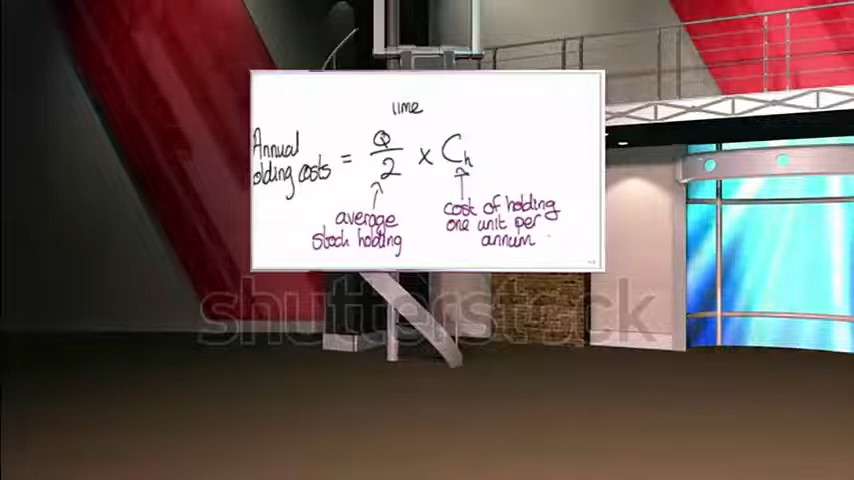 time
Annual
olding costs = Q/2 x Ch
average
stock holding
cost of holding
one unit per
annum
shutterstock